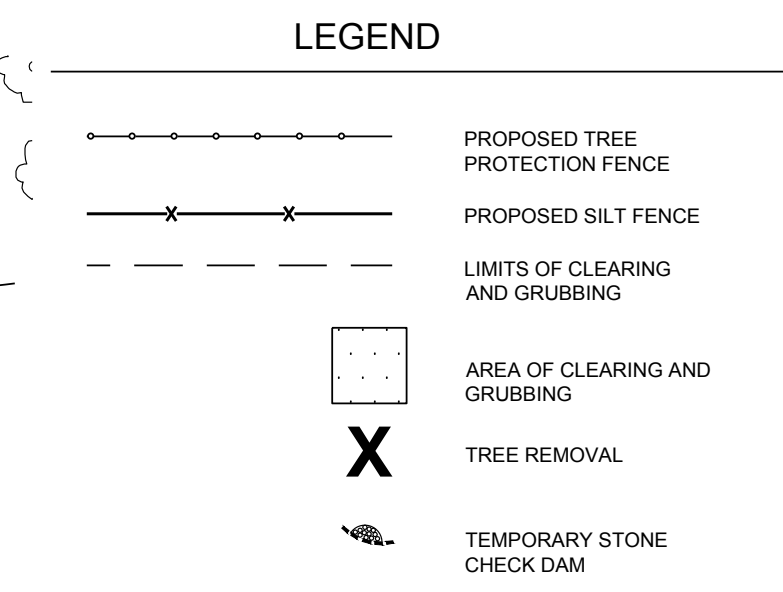 LEGEND
PROPOSED TREE
PROTECTION FENCE
X X
PROPOSED SILT FENCE
LIMITS OF CLEARING
AND GRUBBING
AREA OF CLEARING AND
GRUBBING
X
TREE REMOVAL
TEMPORARY STONE
CHECK DAM